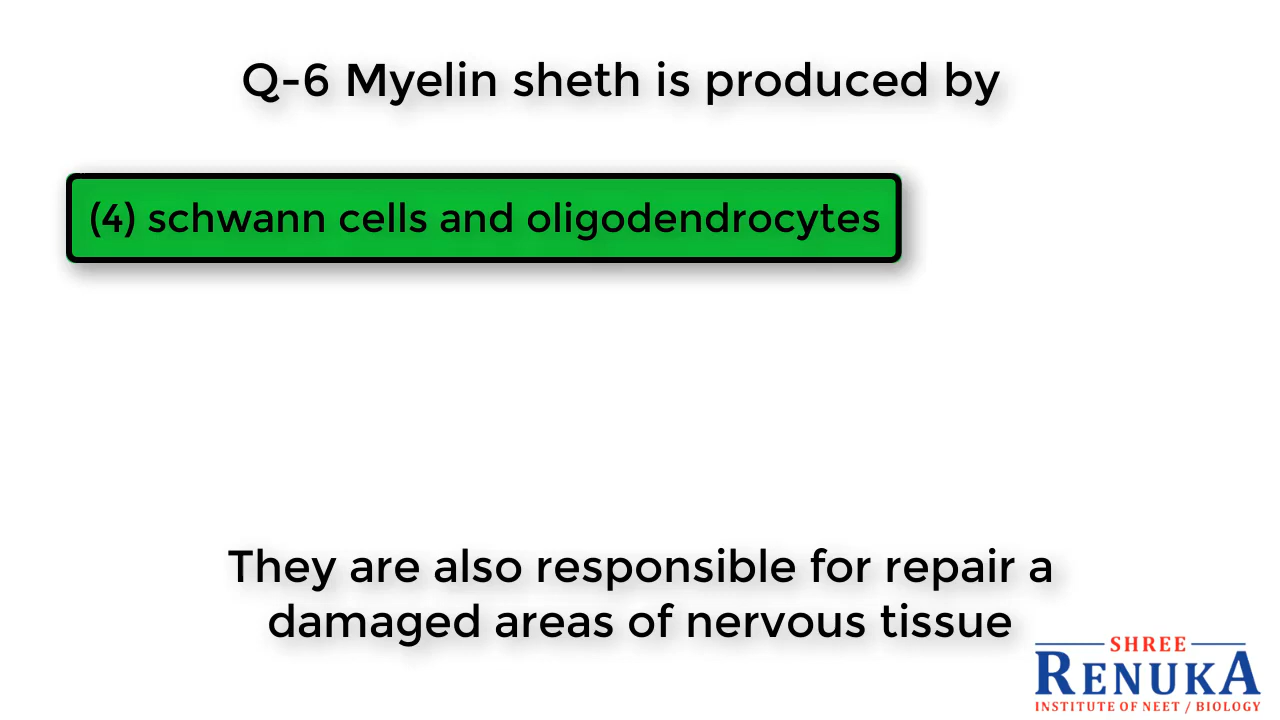 Q-6 Myelin sheth is produced by
(4) schwann cells and oligodendrocytes
They are also responsible for repair a
damaged areas of nervous tissue
SHREE
RENUKA
INSTITUTE OF NEET / BIOLOGY